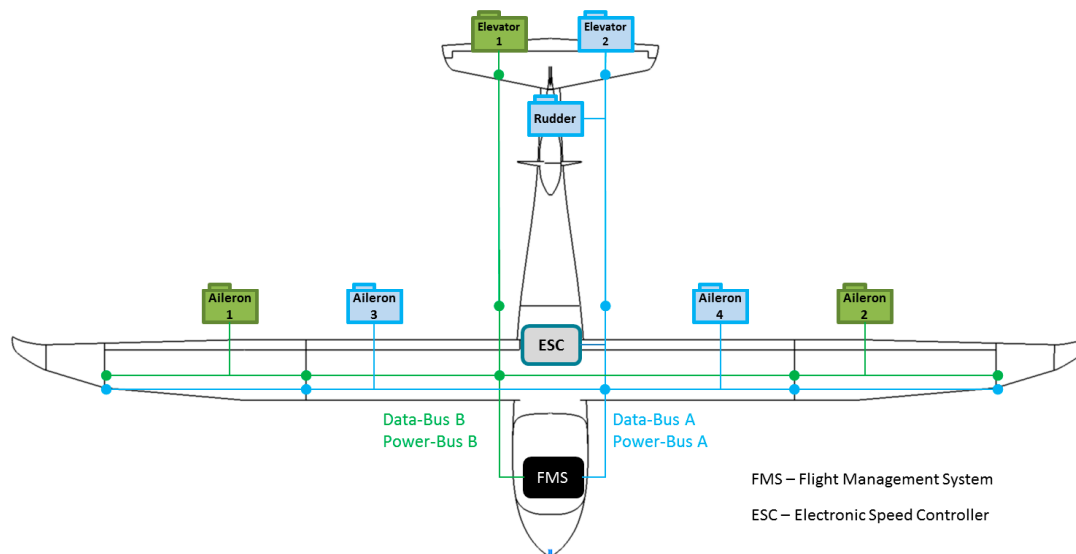 Elevator
1
Elevator
2
Rudder
Aileron
1
Aileron
3
Aileron
4
Aileron
2
ESC
Data-Bus B
Power-Bus B
Data-Bus A
Power-Bus A
FMS
FMS – Flight Management System
ESC – Electronic Speed Controller